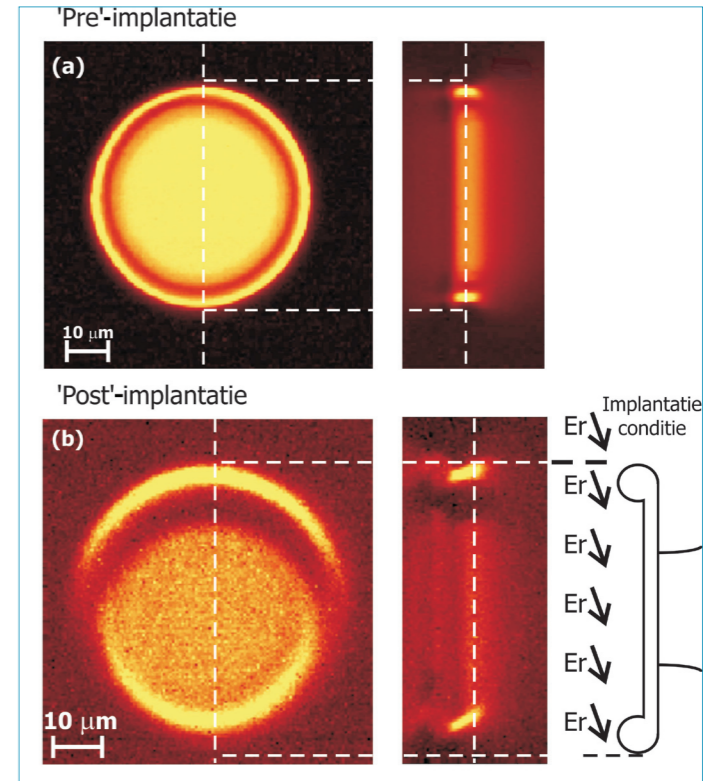 'Pre'-implantatie
(a)
10 μm
'Post'-implantatie
(b)
Implantatie
conditie
Er
Er
Er
Er
Er
Er
10 μm